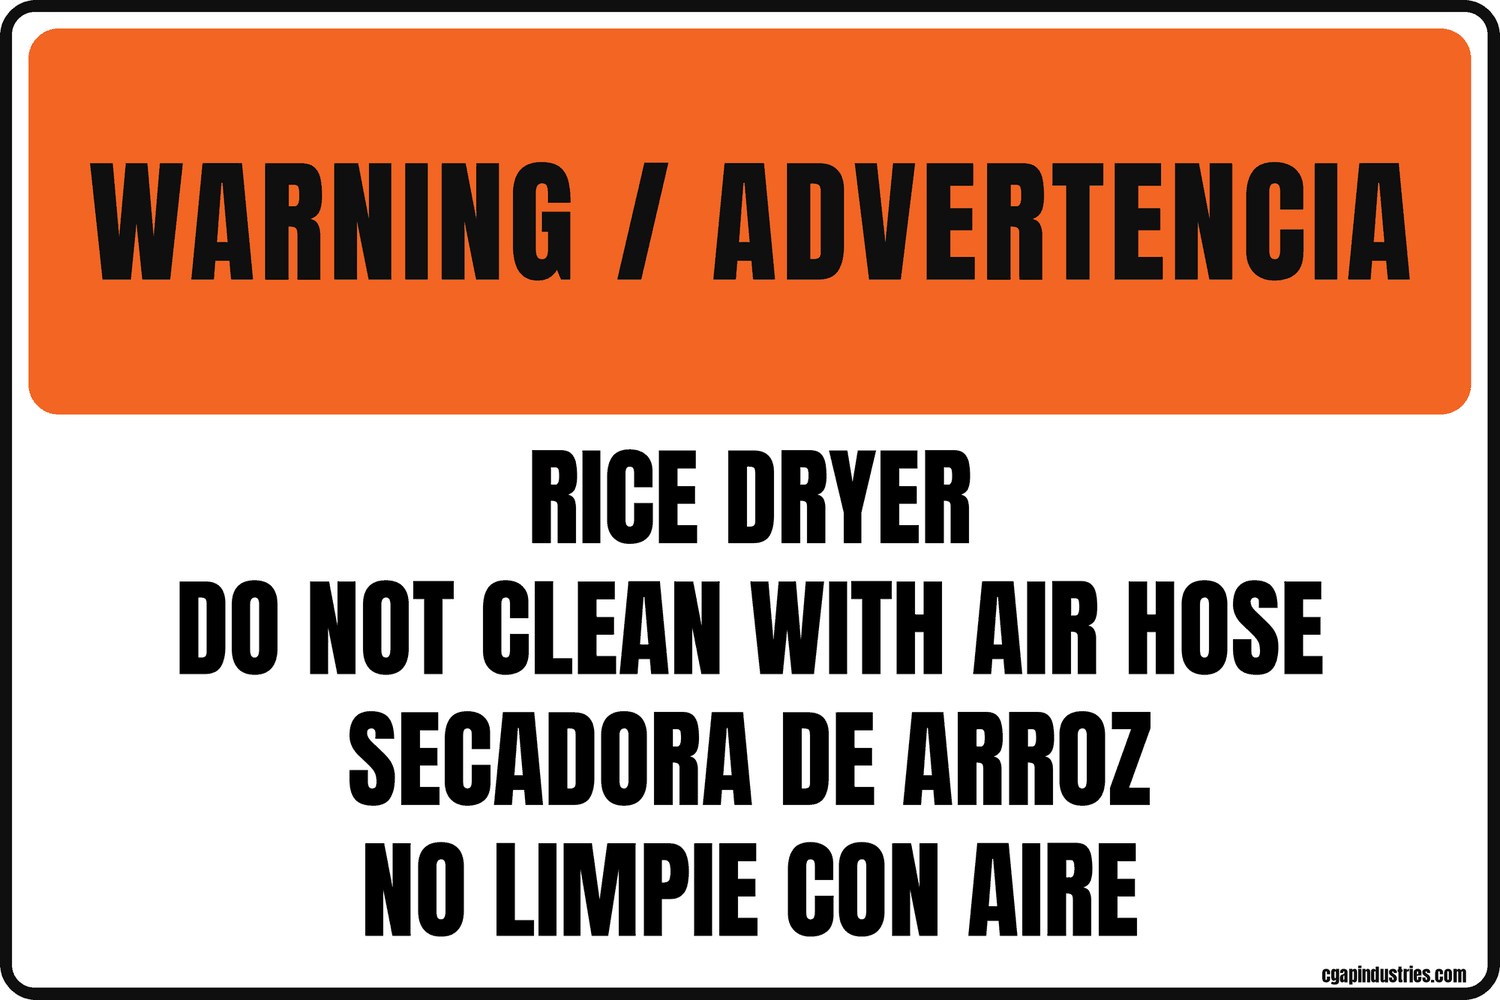 WARNING / ADVERTENCIA
RICE DRYER
DO NOT CLEAN WITH AIR HOSE
SECADORA DE ARROZ
NO LIMPIE CON AIRE
cgapindustries.com